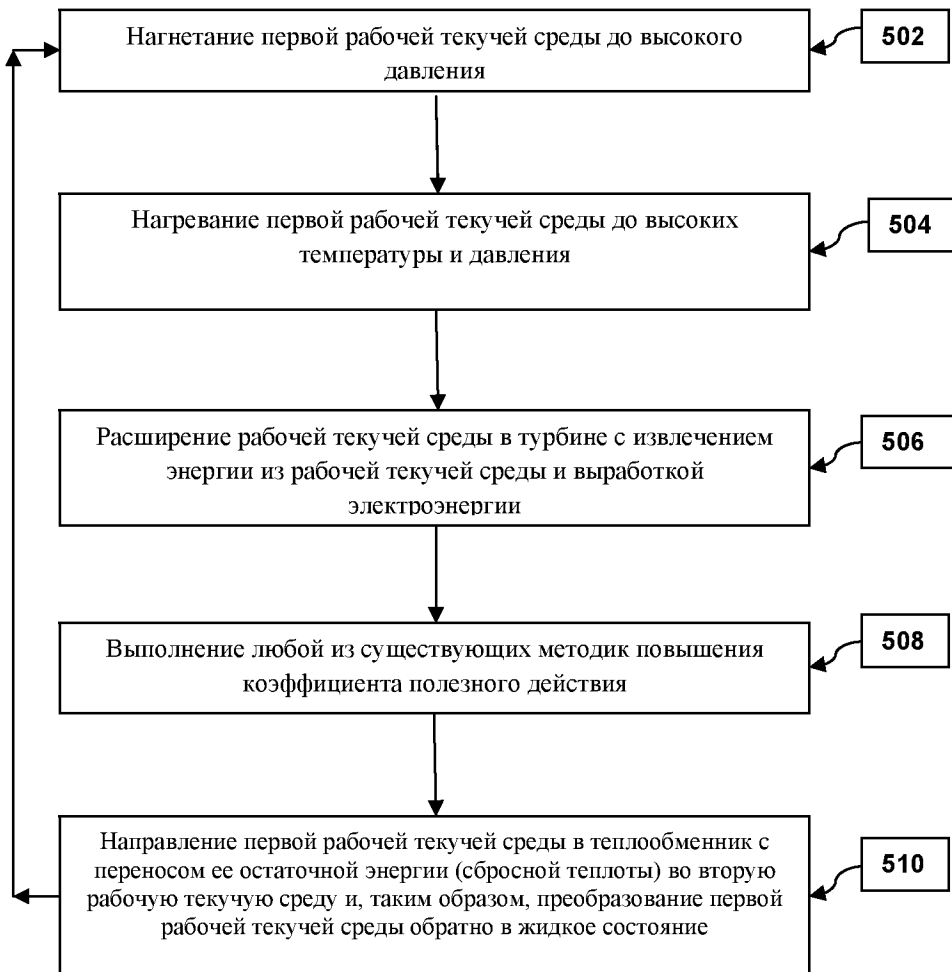 Нагнетание первой рабочей текучей среды до высокого
давления
502
Нагревание первой рабочей текучей среды до высоких
температуры и давления
504
Расширение рабочей текучей среды в турбине с извлечением
энергии из рабочей текучей среды и выработкой
электроэнергии
506
Выполнение любой из существующих методик повышения
коэффициента полезного действия
508
Направление первой рабочей текучей среды в теплообменник с
переносом ее остаточной энергии (сбросной теплоты) во вторую
рабочую текучую среду и, таким образом, преобразование первой
рабочей текучей среды обратно в жидкое состояние
510